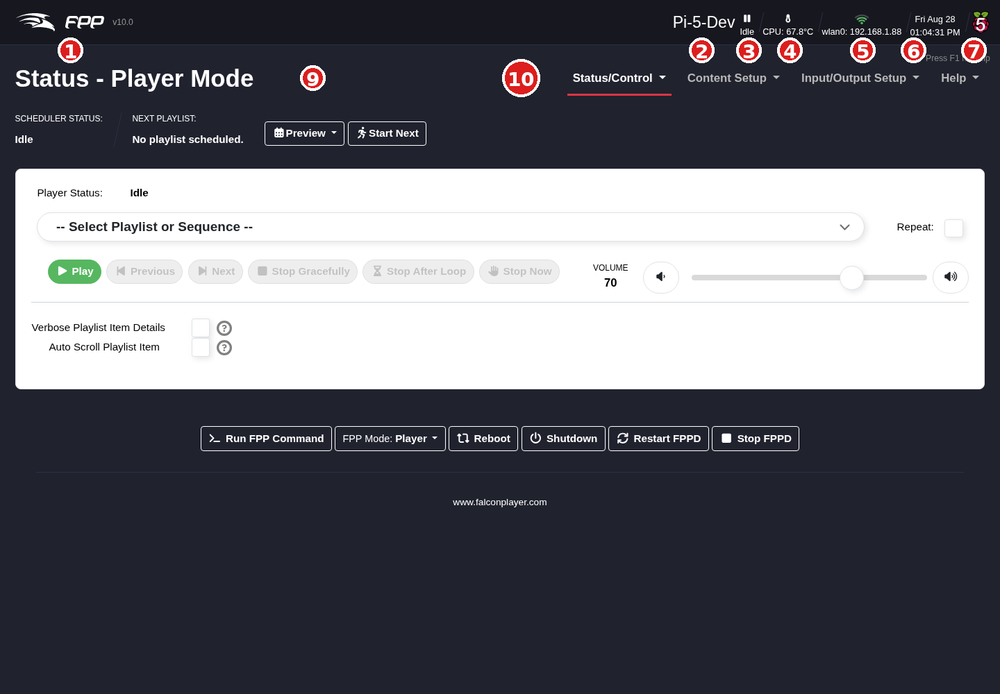 FPP v10.0
Pi-5-Dev
Idle
CPU: 67.8°C
wlan0: 192.168.1.88
Fri Aug 28
01:04:31 PM
5
1
2
3
4
5
6
7
Press F1
Status - Player Mode
9
10
Status/Control
Content Setup
Input/Output Setup
Help
SCHEDULER STATUS:
Idle
NEXT PLAYLIST:
No playlist scheduled.
Preview
Start Next
Player Status: Idle
-- Select Playlist or Sequence --
Repeat:
Play
Previous
Next
Stop Gracefully
Stop After Loop
Stop Now
VOLUME
70
Verbose Playlist Item Details ?
Auto Scroll Playlist Item ?
Run FPP Command
FPP Mode: Player
Reboot
Shutdown
Restart FPPD
Stop FPPD
www.falconplayer.com